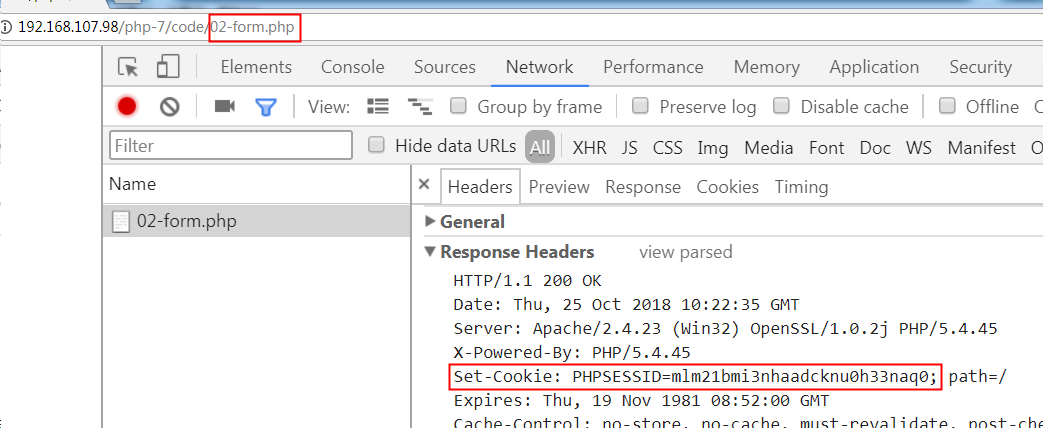 192.168.107.98/php-7/code/02-form.php
Elements Console Sources Network Performance Memory Application Security
View: Group by frame Preserve log Disable cache Offline
Filter Hide data URLs All XHR JS CSS Img Media Font Doc WS Manifest
Name × Headers Preview Response Cookies Timing
02-form.php
▶ General
▼ Response Headers view parsed
HTTP/1.1 200 OK
Date: Thu, 25 Oct 2018 10:22:35 GMT
Server: Apache/2.4.23 (Win32) OpenSSL/1.0.2j PHP/5.4.45
X-Powered-By: PHP/5.4.45
Set-Cookie: PHPSESSID=mlm21bmi3nhaadcknu0h33naq0; path=/
Expires: Thu, 19 Nov 1981 08:52:00 GMT
Cache-Control: no-store, no-cache, must-revalidate, post-che